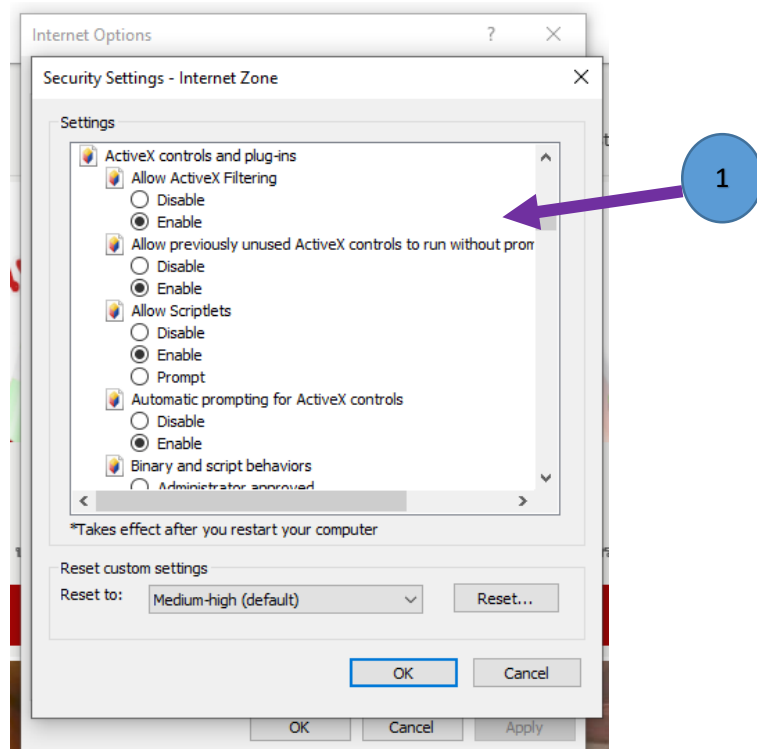 Internet Options
Security Settings - Internet Zone
Settings
ActiveX controls and plug-ins
Allow ActiveX Filtering
Disable
Enable
Allow previously unused ActiveX controls to run without prom
Disable
Enable
Allow Scriptlets
Disable
Enable
Prompt
Automatic prompting for ActiveX controls
Disable
Enable
Binary and script behaviors
Administrator approved
*Takes effect after you restart your computer
Reset custom settings
Reset to: Medium-high (default) Reset...
OK Cancel
OK Cancel Apply
1